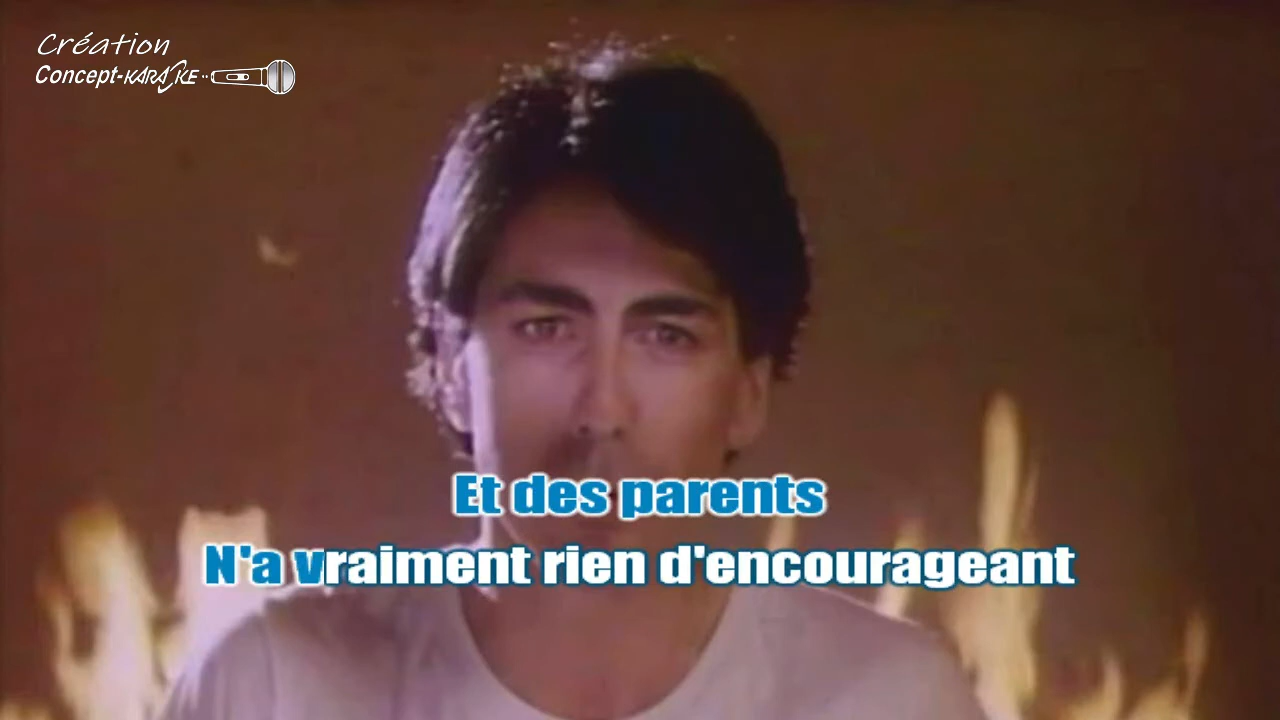 Création
Concept-KARAOKE
Et des parents
N'a vraiment rien d'encourageant